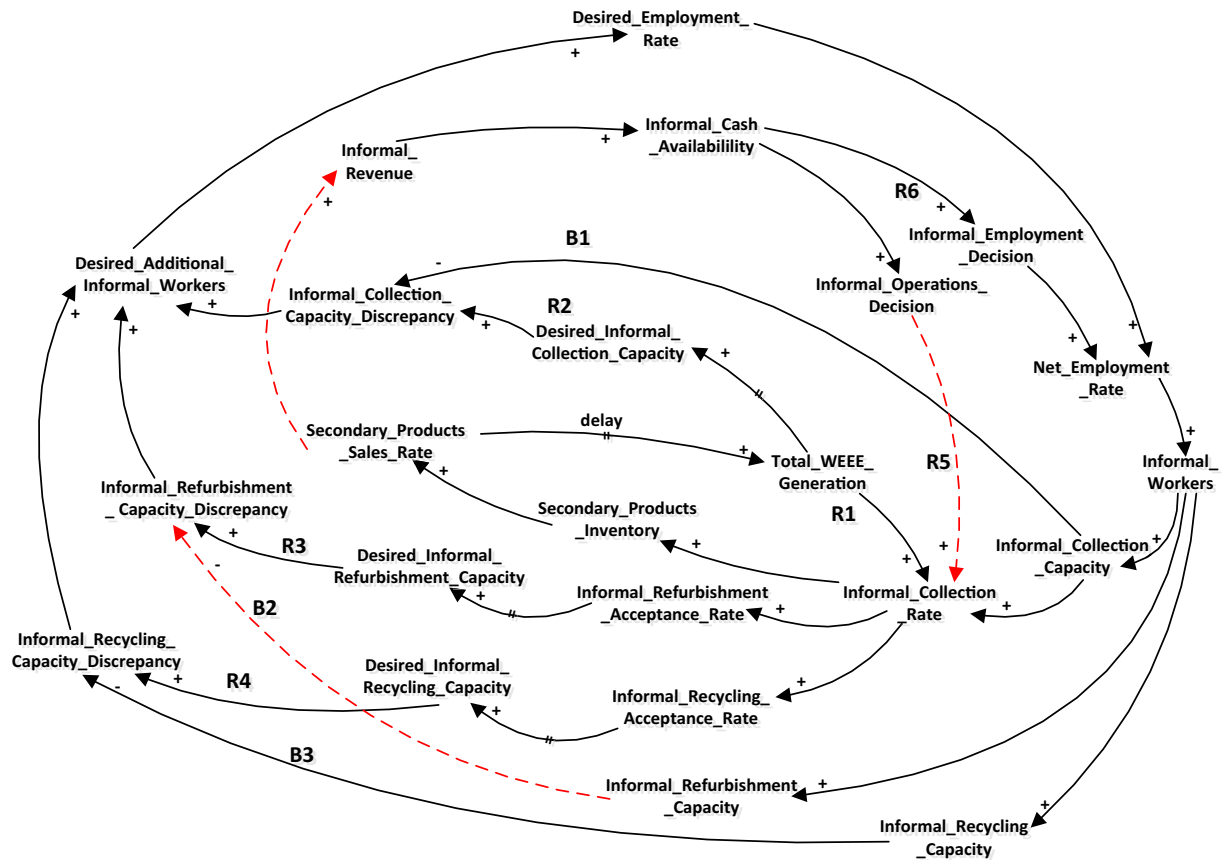 Desired_Employment_
Rate
+
Informal_Cash
_Availabilility
Informal_
Revenue
+
+
R6
+
Informal_Employment
_Decision
B1
-
+
Desired_Additional_
Informal_Workers
Informal_Operations_
Decision
Informal_Collection_
Capacity_Discrepancy
+
+
+
R2
+
Desired_Informal_
Collection_Capacity
+
+
+
Net_Employment
_Rate
delay
Secondary_Products
_Sales_Rate
+
+
Total_WEEE_
Generation
R5
+
Informal_
Workers
Informal_Refurbishment
_ Capacity_Discrepancy
Secondary_Products
_Inventory
R1
+
-
R3
+
+
+
+
Informal_Collection
_Capacity
Desired_Informal_
Refurbishment_Capacity
+
Informal_Refurbishment
_Acceptance_Rate
+
Informal_Collection
_Rate
+
B2
Informal_Recycling_
Capacity_Discrepancy
+
-
R4
Desired_Informal_
Recycling_Capacity
+
Informal_Recycling_
Acceptance_Rate
+
B3
Informal_Refurbishment
_Capacity
+
Informal_Recycling
_Capacity
+